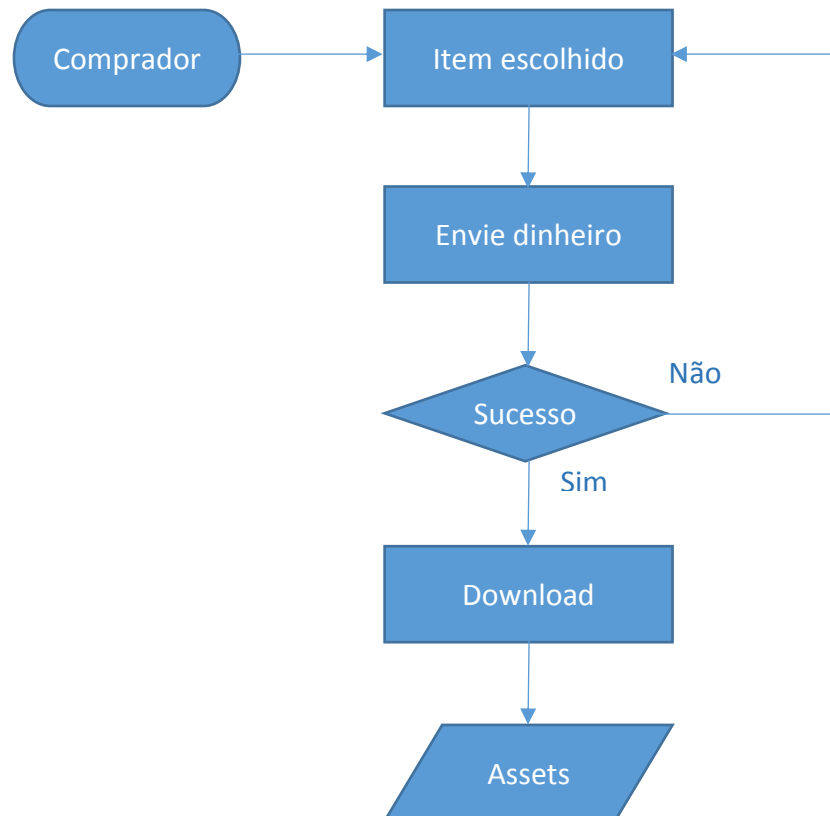 Comprador
Item escolhido
Envie dinheiro
Não
Sucesso
Sim
Download
Assets